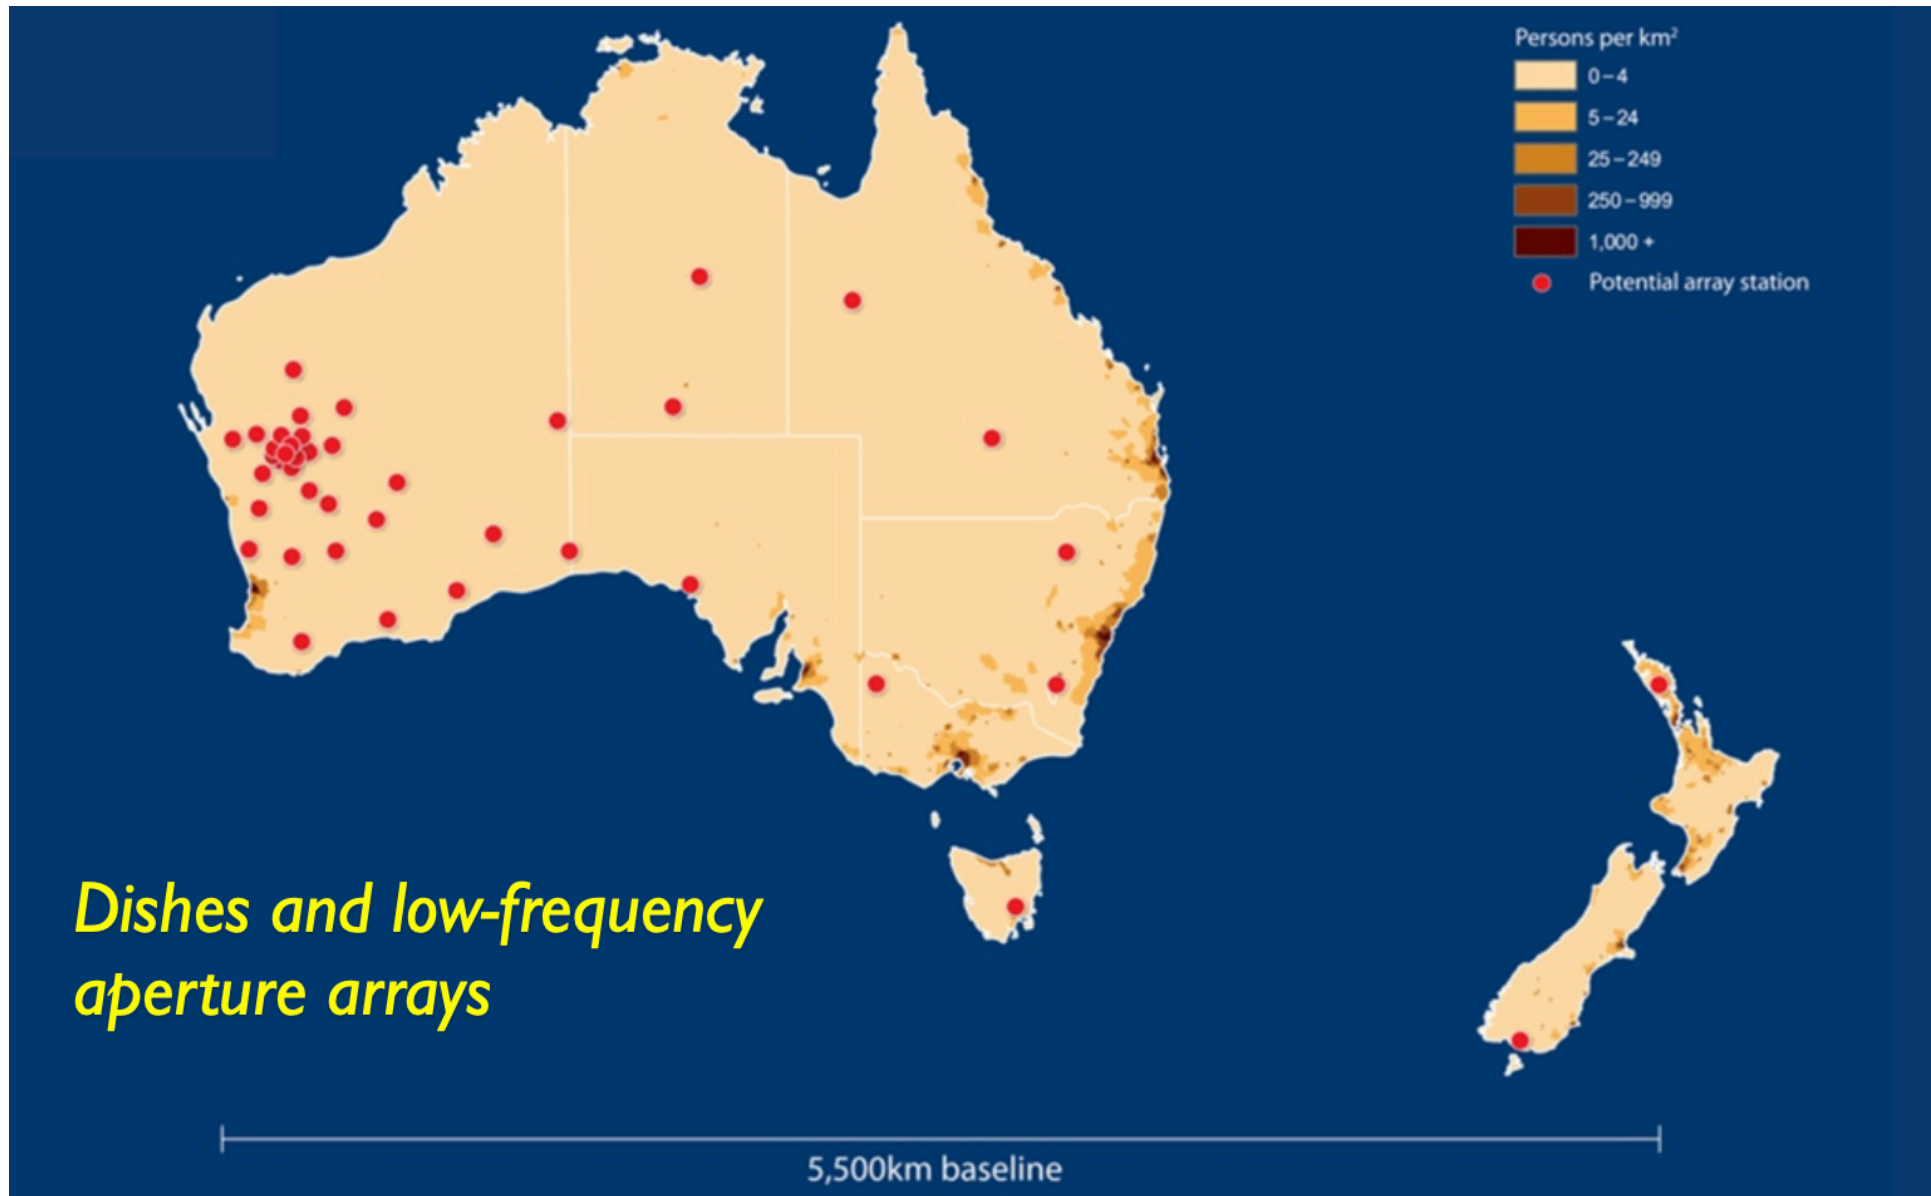 Persons per km²
0–4
5–24
25–249
250–999
1,000 +
Potential array station
Dishes and low-frequency
aperture arrays
5,500km baseline